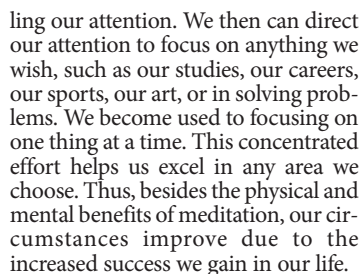 ling our attention. We then can direct
our attention to focus on anything we
wish, such as our studies, our careers,
our sports, our art, or in solving prob-
lems. We become used to focusing on
one thing at a time. This concentrated
effort helps us excel in any area we
choose. Thus, besides the physical and
mental benefits of meditation, our cir-
cumstances improve due to the
increased success we gain in our life.